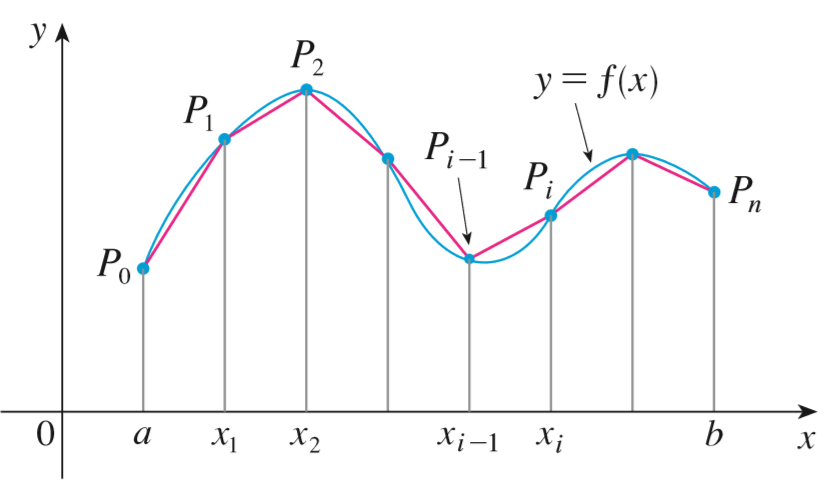 y
P₂
y = f(x)
P₁
Pᵢ₋₁
Pᵢ
Pₙ
P₀
0 a x₁ x₂ xᵢ₋₁ xᵢ b x